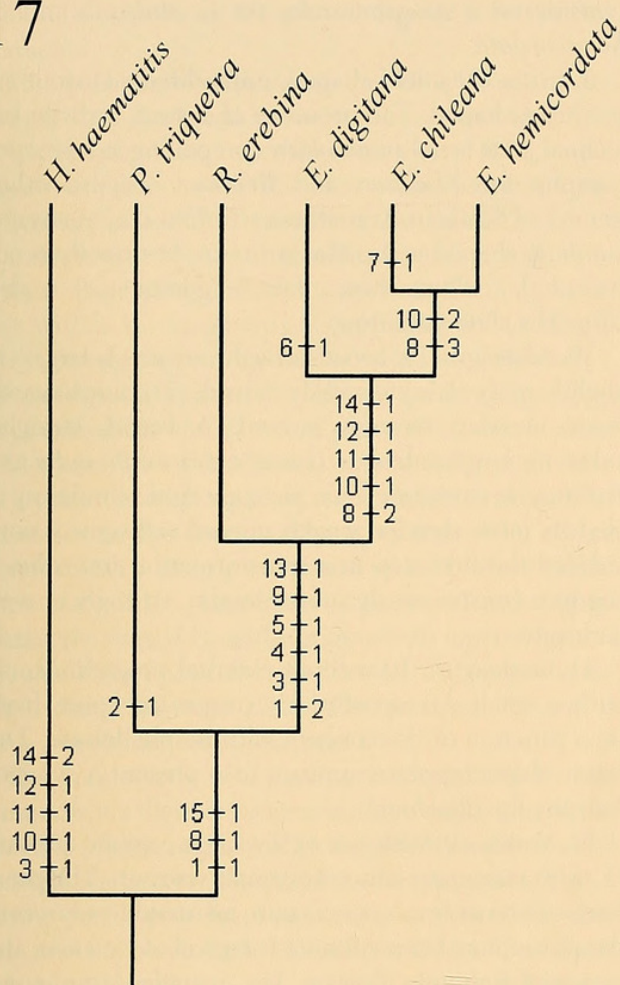 7
H. haematitis
P. triquetra
R. erebina
E. digitana
E. chileana
E. hemicordata
7 1
10 2
6 1 8 3
14 1
12 1
11 1
10 1
8 2
13 1
9 1
5 1
4 1
3 1
2 1 1 2
14 2
12 1
11 1 15 1
10 1 8 1
3 1 1 1